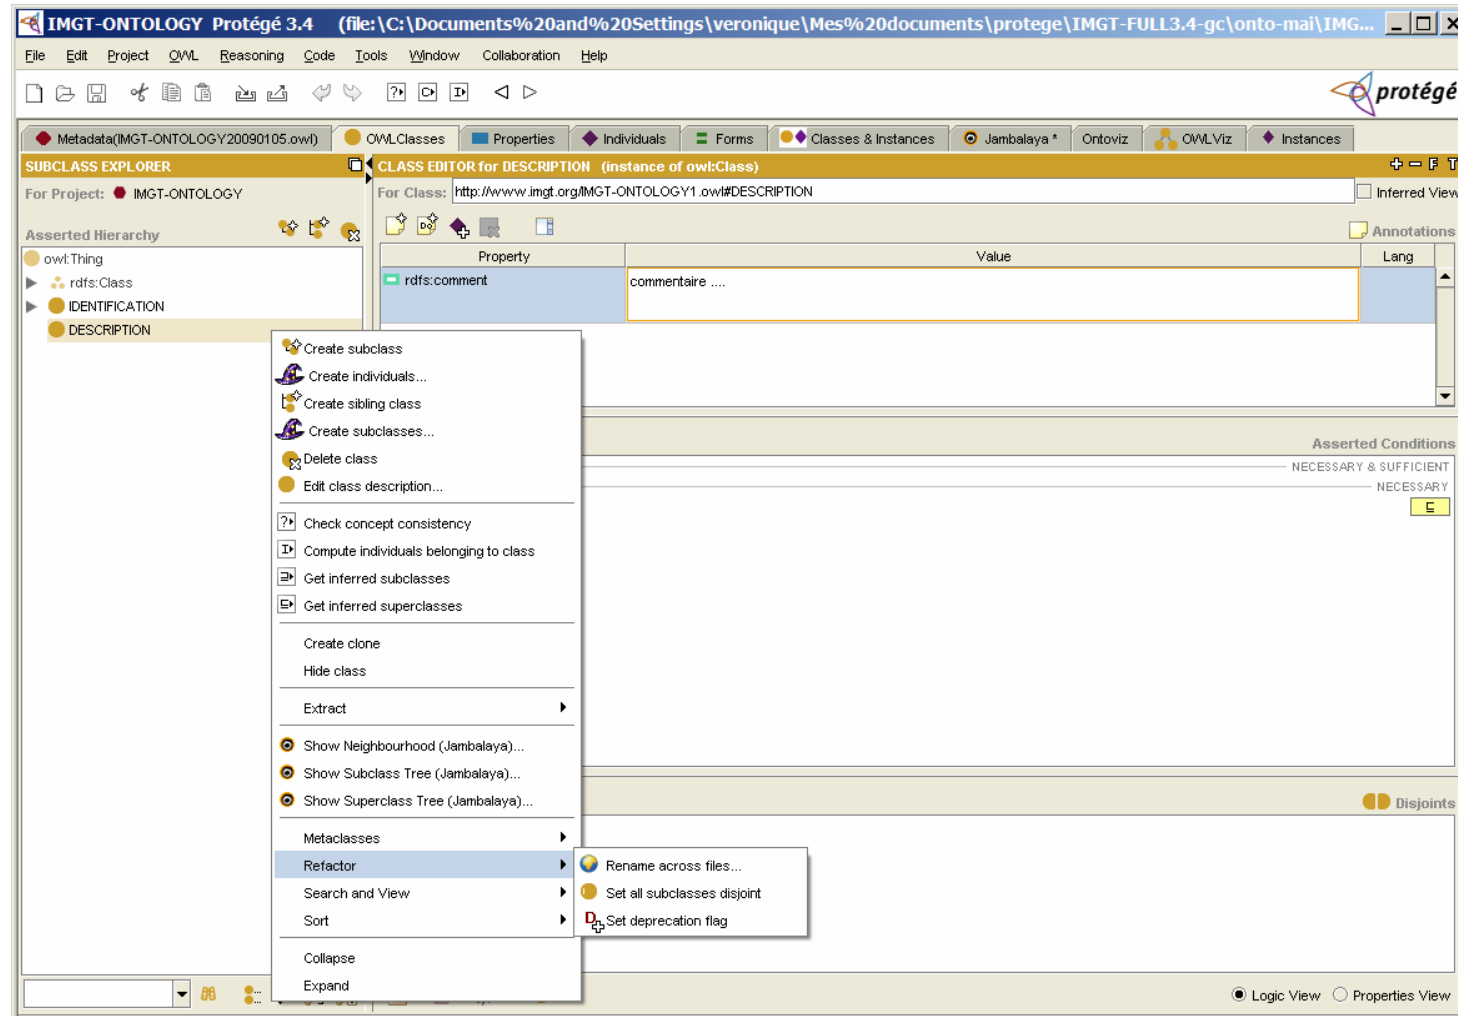 IMGT-ONTOLOGY Protégé 3.4 (file:\C:\Documents%20and%20Settings\veronique\Mes%20documents\protege\IMGT-FULL3.4-gc\onto-mai\IMG...
File Edit Project OWL Reasoning Code Tools Window Collaboration Help
protégé
Metadata(IMGT-ONTOLOGY20090105.owl) OWLClasses Properties Individuals Forms Classes & Instances Jambalaya * Ontoviz OWLViz Instances
SUBCLASS EXPLORER
CLASS EDITOR for DESCRIPTION (instance of owl:Class)
F T
For Project: IMGT-ONTOLOGY
For Class: http://www.imgt.org/IMGT-ONTOLOGY1.owl#DESCRIPTION
Inferred View
Asserted Hierarchy
Annotations
Property Value Lang
owl:Thing
rdfs:Class
IDENTIFICATION
DESCRIPTION
rdfs:comment commentaire ....
Create subclass
Create individuals...
Create sibling class
Create subclasses...
Delete class
Edit class description...
Check concept consistency
Compute individuals belonging to class
Get inferred subclasses
Get inferred superclasses
Create clone
Hide class
Extract
Show Neighbourhood (Jambalaya)...
Show Subclass Tree (Jambalaya)...
Show Superclass Tree (Jambalaya)...
Metaclasses
Refactor
Search and View
Sort
Collapse
Expand
Rename across files...
Set all subclasses disjoint
Set deprecation flag
Asserted Conditions
NECESSARY & SUFFICIENT
NECESSARY
⊑
Disjoints
Logic View Properties View